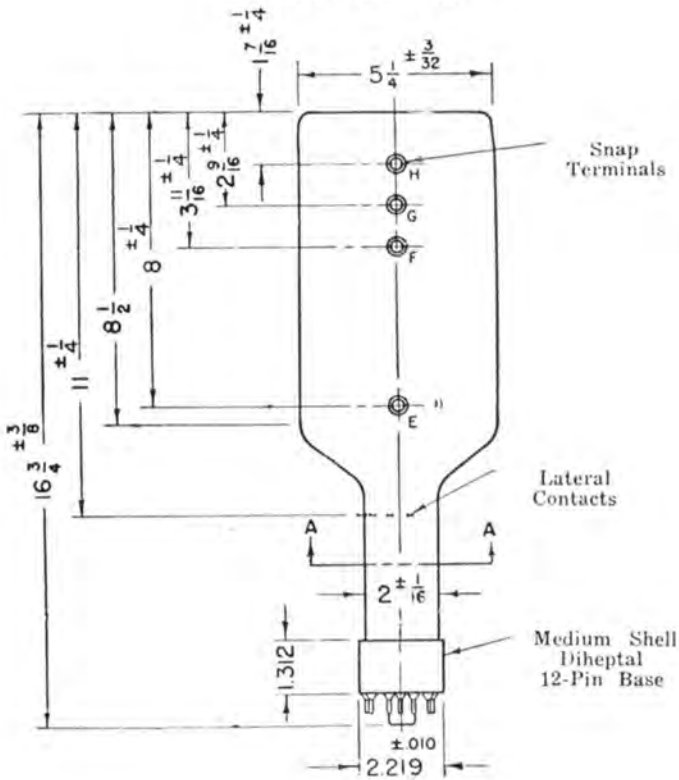 1 7/16 ± 1/4
5 1/4 ± 3/32
Snap
Terminals
H
G
F
2 9/16 ± 1/4
3 11/16 ± 1/4
8 ± 1/4
8 1/2
11 ± 1/4
16 3/4 ± 3/8
E
Lateral
Contacts
A A
2 ± 1/16
1.312
Medium Shell
Diheptal
12-Pin Base
±.010
2.219